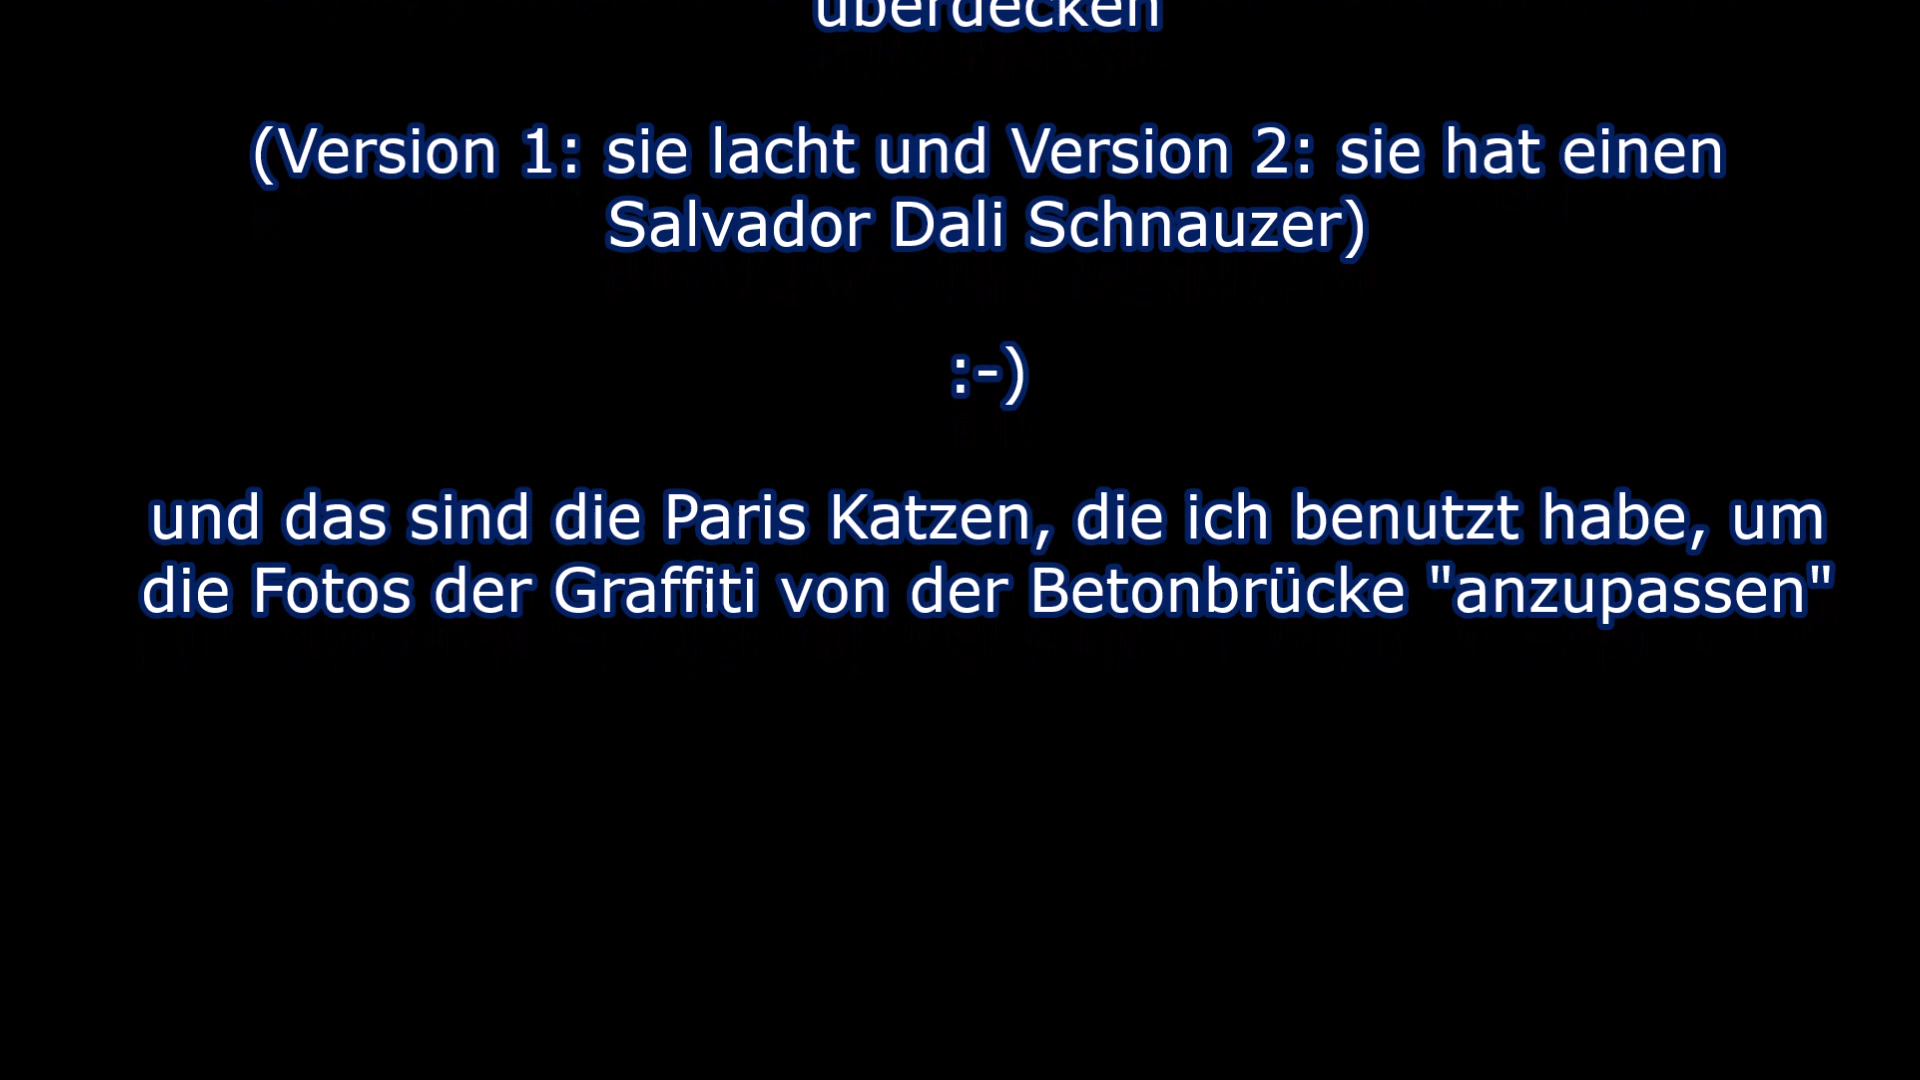 überdecken
(Version 1: sie lacht und Version 2: sie hat einen
Salvador Dali Schnauzer)
:-)
und das sind die Paris Katzen, die ich benutzt habe, um
die Fotos der Graffiti von der Betonbrücke "anzupassen"